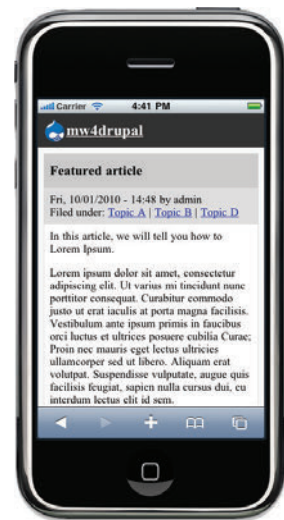 Carrier 4:41 PM
mw4drupal
Featured article
Fri, 10/01/2010 - 14:48 by admin
Filed under: Topic A | Topic B | Topic D
In this article, we will tell you how to
Lorem Ipsum.
Lorem ipsum dolor sit amet, consectetur
adipiscing elit. Ut varius mi tincidunt nunc
porttitor consequat. Curabitur commodo
justo ut erat iaculis at porta magna facilisis.
Vestibulum ante ipsum primis in faucibus
orci luctus et ultrices posuere cubilia Curae;
Proin nec mauris eget lectus ultricies
ullamcorper sed ut libero. Aliquam erat
volutpat. Suspendisse vulputate, augue quis
facilisis feugiat, sapien nulla cursus dui, eu
interdum lectus elit id sem.